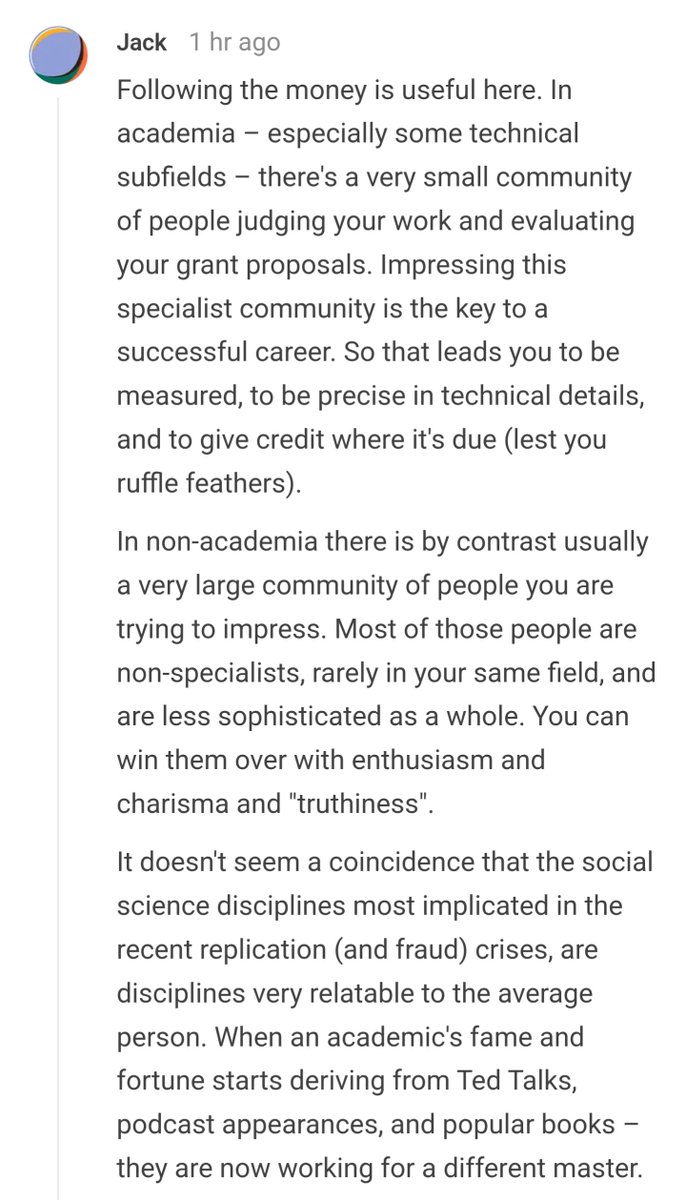 Jack 1 hr ago
Following the money is useful here. In
academia – especially some technical
subfields – there's a very small community
of people judging your work and evaluating
your grant proposals. Impressing this
specialist community is the key to a
successful career. So that leads you to be
measured, to be precise in technical details,
and to give credit where it's due (lest you
ruffle feathers).
In non-academia there is by contrast usually
a very large community of people you are
trying to impress. Most of those people are
non-specialists, rarely in your same field, and
are less sophisticated as a whole. You can
win them over with enthusiasm and
charisma and "truthiness".
It doesn't seem a coincidence that the social
science disciplines most implicated in the
recent replication (and fraud) crises, are
disciplines very relatable to the average
person. When an academic's fame and
fortune starts deriving from Ted Talks,
podcast appearances, and popular books –
they are now working for a different master.